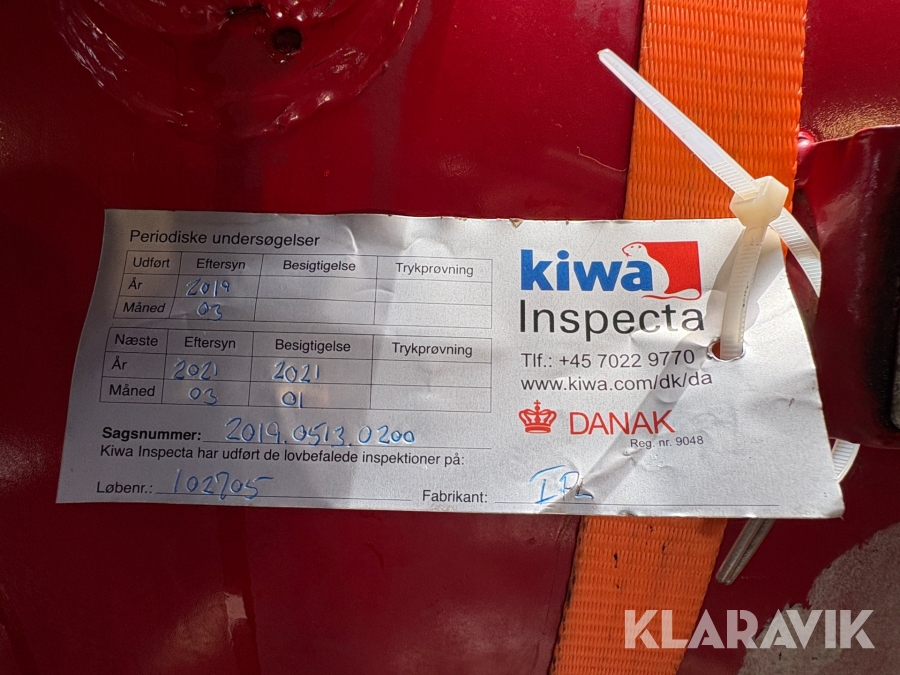 Periodiske undersøgelser
Udført Eftersyn Besigtigelse Trykprøvning
År 2019
Måned 03
Næste Eftersyn Besigtigelse Trykprøvning
År 2021 2021
Måned 03 01
Sagsnummer: 2019.0513.0200
Kiwa Inspecta har udført de lovbefalede inspektioner på:
Løbenr.: 102705
Fabrikant:
kiwa
Inspecta
Tlf.: +45 7022 9770
www.kiwa.com/dk/da
DANAK
Reg. nr. 9048
KLARAVIK